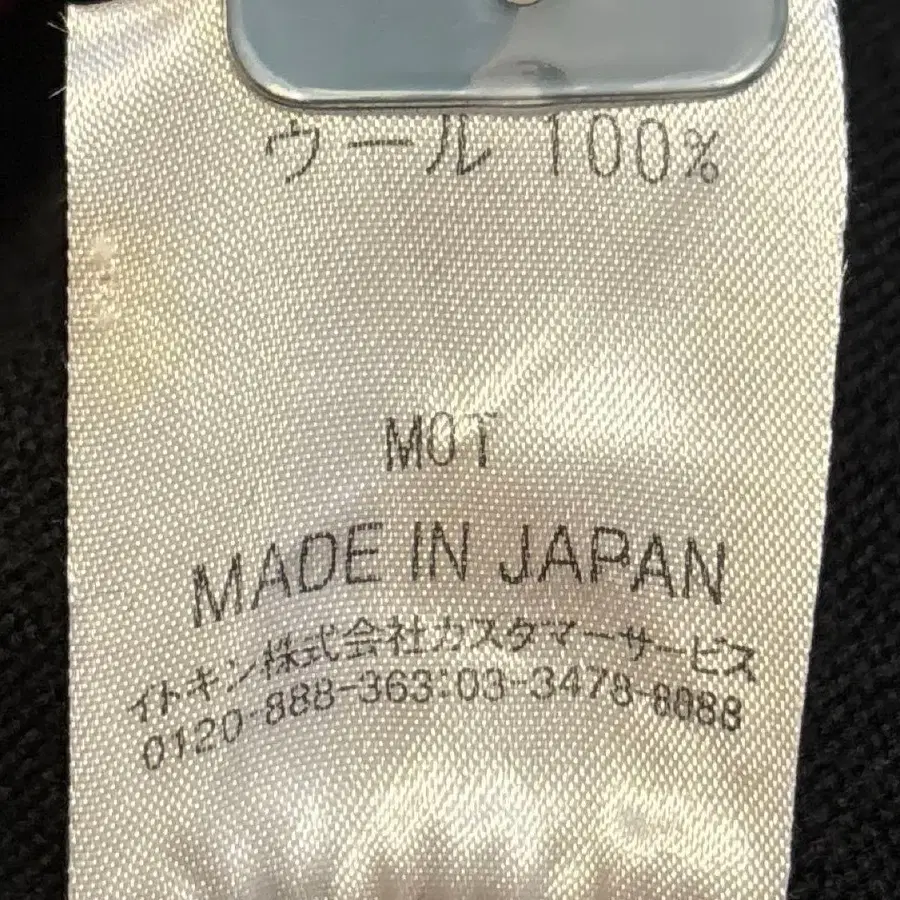 ウール 100%
MOT
MADE IN JAPAN
イトキン株式会社カスタマーサービス
0120-888-363:03-3478-8088